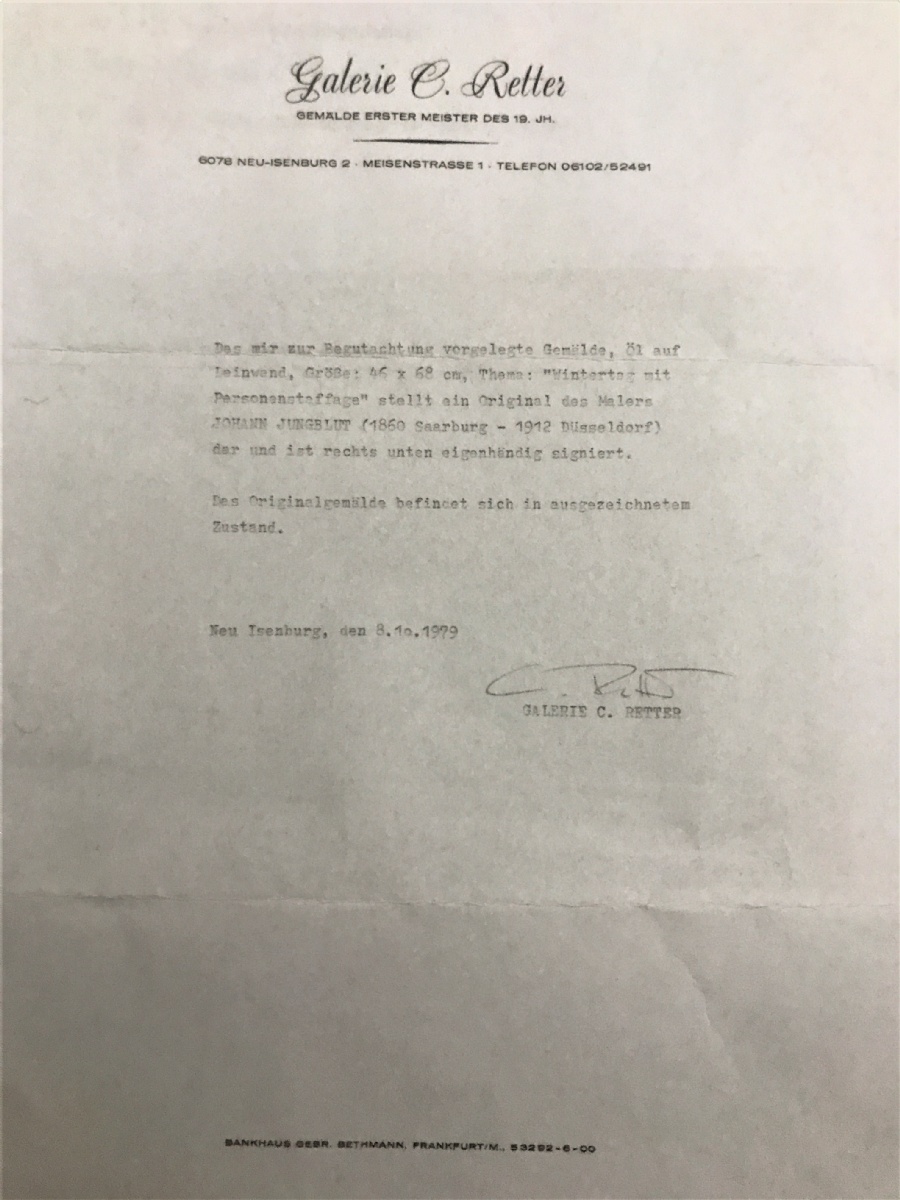 Galerie C. Retter
GEMÄLDE ERSTER MEISTER DES 19. JH.
6078 NEU-ISENBURG 2 · MEISENSTRASSE 1 · TELEFON 06102/52491
Das mir zur Begutachtung vorgelegte Gemälde, Öl auf
Leinwand, Größe: 46 x 68 cm, Thema: "Wintertag mit
Personenstaffage" stellt ein Original des Malers
JOHANN JUNGBLUT (1860 Saarburg - 1912 Düsseldorf)
dar und ist rechts unten eigenhändig signiert.
Das Originalgemälde befindet sich in ausgezeichnetem
Zustand.
Neu Isenburg, den 8.1o.1979
C. Retter
GALERIE C. RETTER
BANKHAUS GEBR. BETHMANN, FRANKFURT/M., 53292-6-00